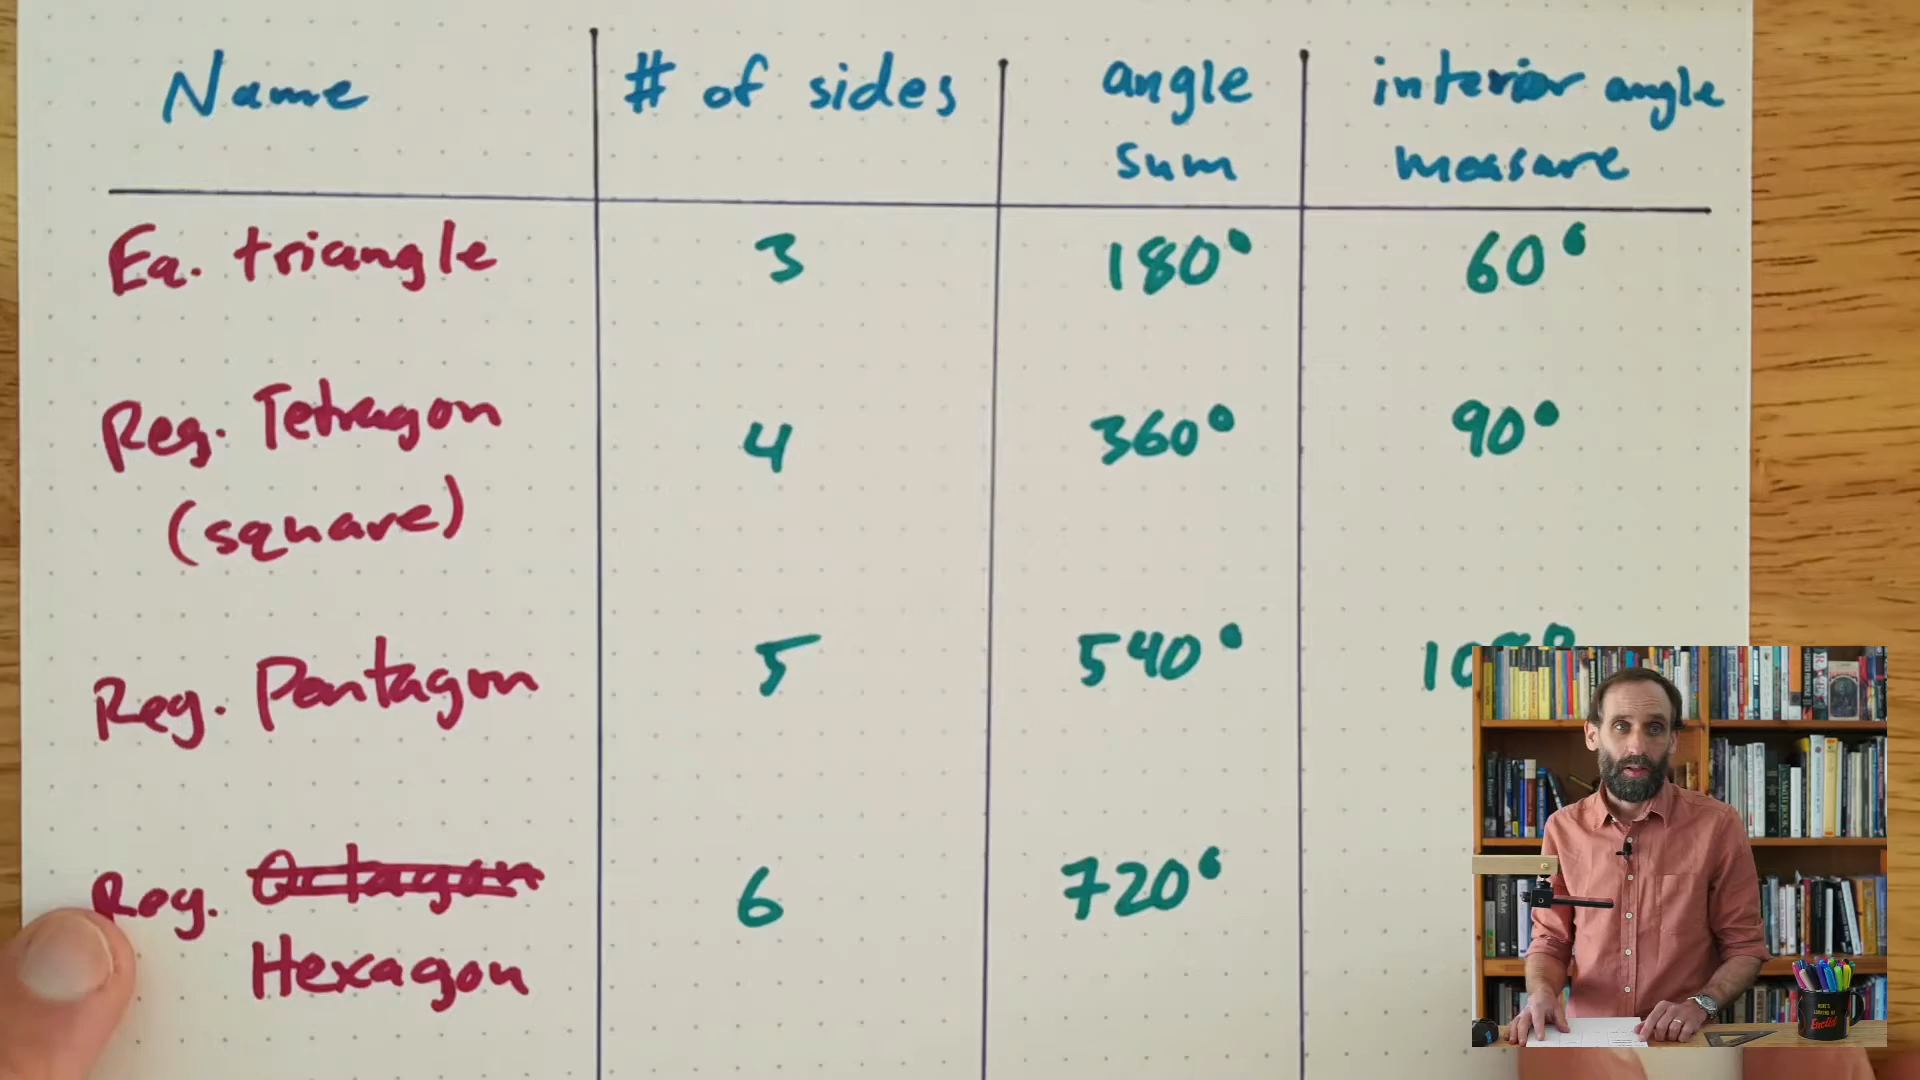 Name # of sides angle sum interior angle measure
Eq. triangle 3 180° 60°
Reg. Tetragon 4 360° 90°
(square)
Reg. Pentagon 5 540°
Reg. Octagon 6 720°
Hexagon
Euclid